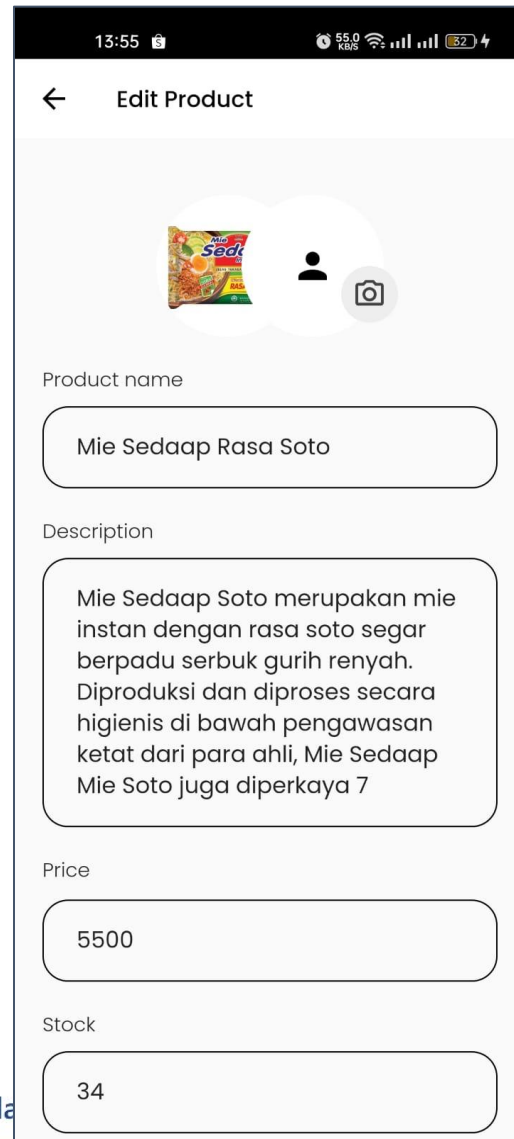 13:55
55.0
KB/S
32
Edit Product
Mie
Seda
RASA
Product name
Mie Sedaap Rasa Soto
Description
Mie Sedaap Soto merupakan mie
instan dengan rasa soto segar
berpadu serbuk gurih renyah.
Diproduksi dan diproses secara
higienis di bawah pengawasan
ketat dari para ahli, Mie Sedaap
Mie Soto juga diperkaya 7
Price
5500
Stock
34